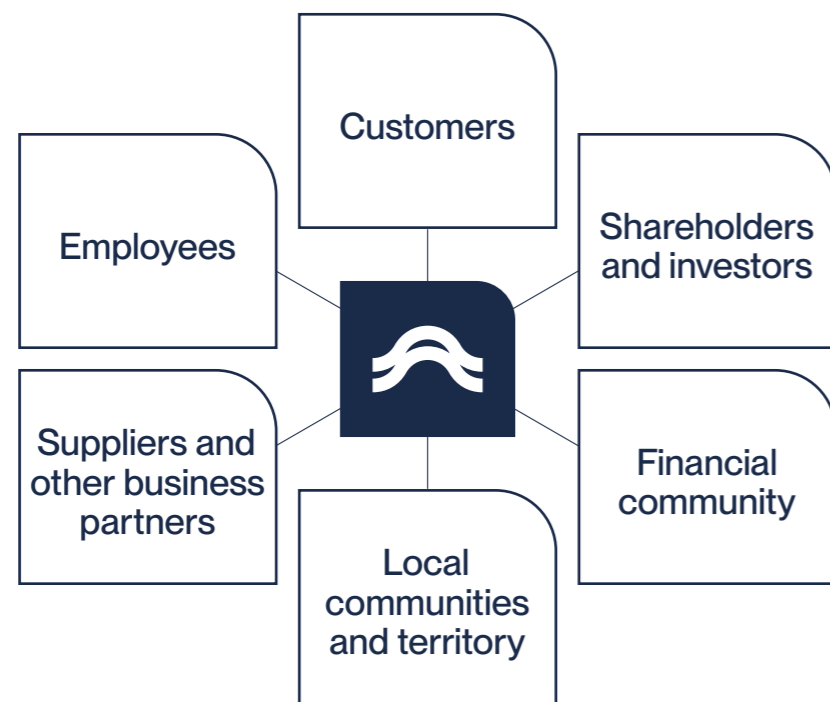 Customers
Employees
Shareholders
and investors
Suppliers and
other business
partners
Financial
community
Local
communities
and territory